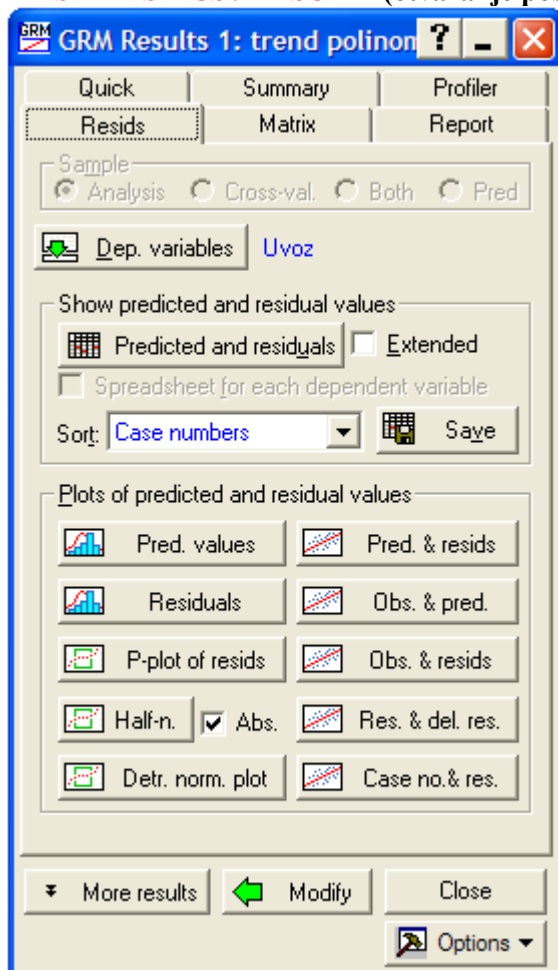 GRM GRM Results 1: trend polinom ?
Quick Summary Profiler
Resids Matrix Report
Sample
Analysis Cross-val. Both Pred
Dep. variables Uvoz
Show predicted and residual values
Predicted and residuals Extended
Spreadsheet for each dependent variable
Sort: Case numbers Save
Plots of predicted and residual values
Pred. values Pred. & resids
Residuals Obs. & pred.
P-plot of resids Obs. & resids
Half-n. Abs. Res. & del. res.
Detr. norm. plot Case no.& res.
More results Modify Close
Options